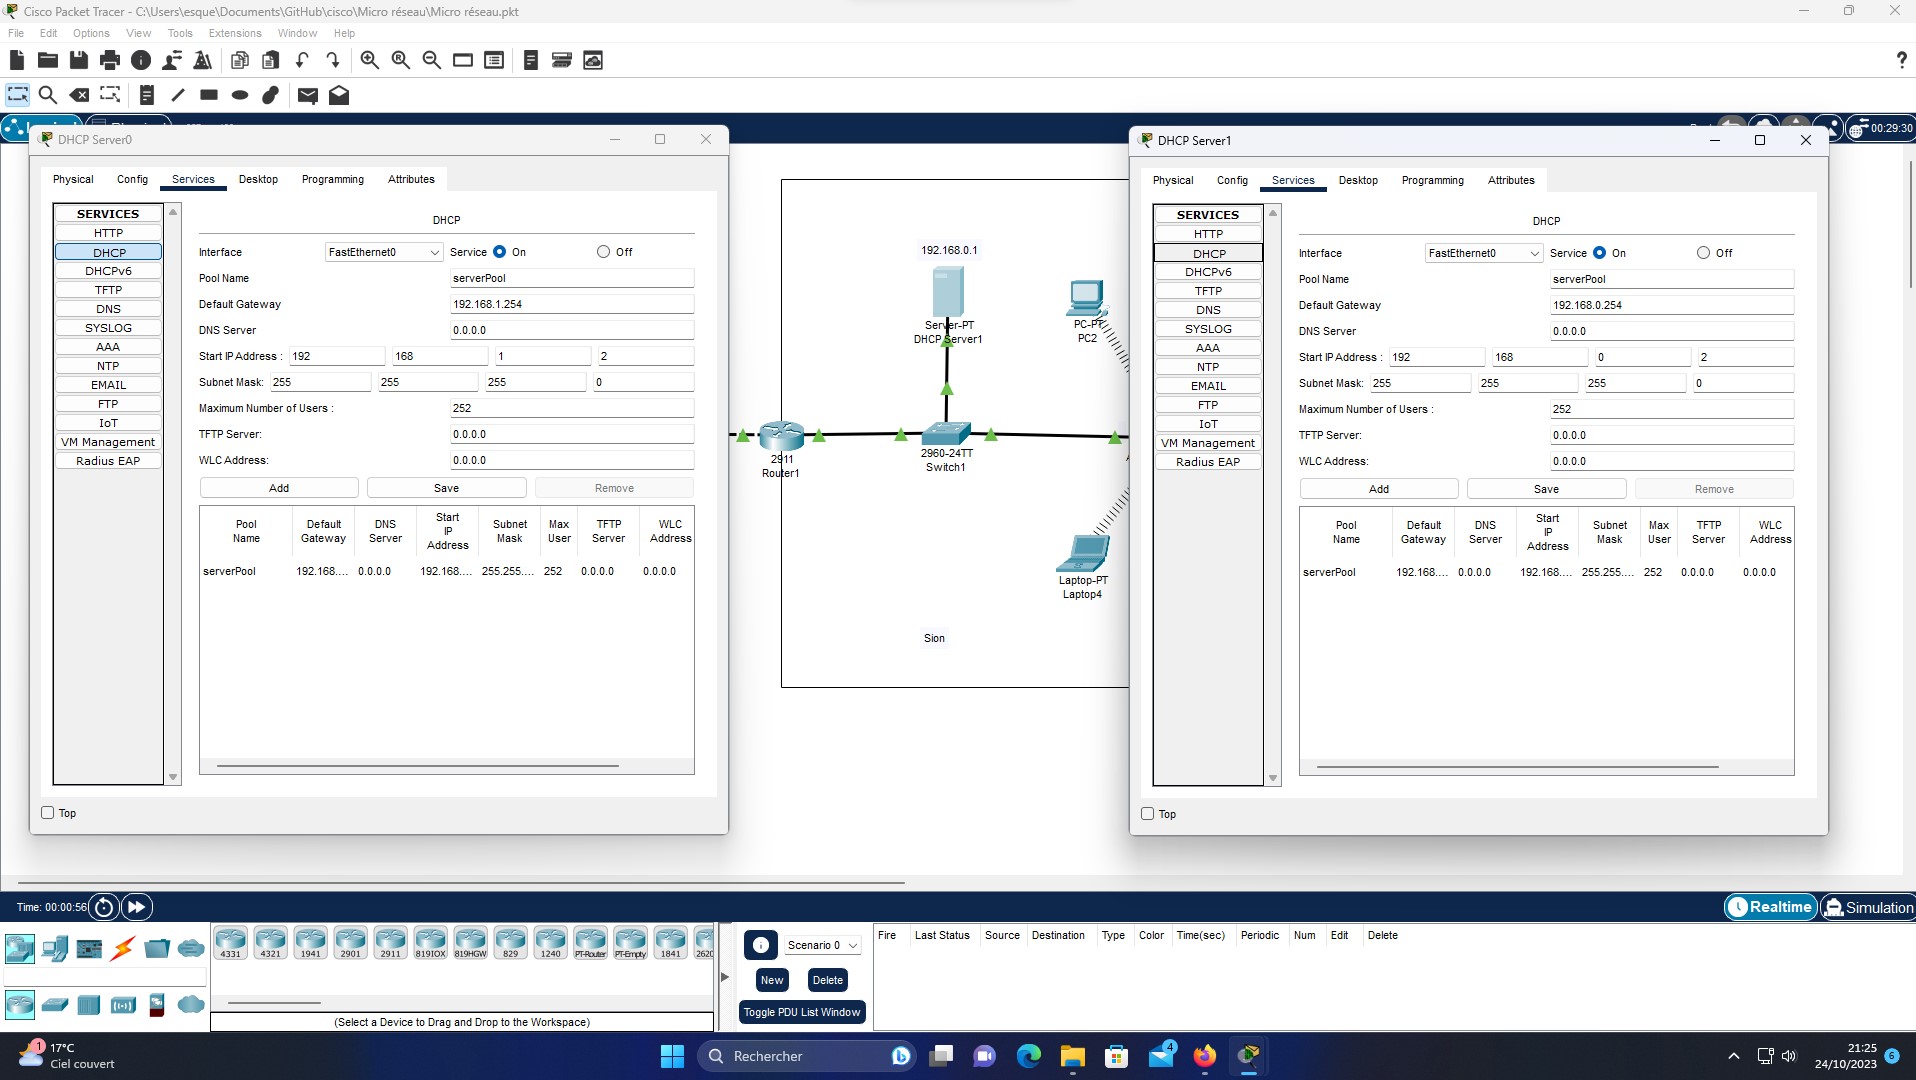 Cisco Packet Tracer - C:\Users\esque\Documents\GitHub\cisco\Micro réseau\Micro réseau.pkt
File Edit Options View Tools Extensions Window Help
00:29:30
DHCP Server0
Physical Config Services Desktop Programming Attributes
SERVICES
HTTP
DHCP
DHCPv6
TFTP
DNS
SYSLOG
AAA
NTP
EMAIL
FTP
IoT
VM Management
Radius EAP
DHCP
Interface FastEthernet0 Service On Off
Pool Name serverPool
Default Gateway 192.168.1.254
DNS Server 0.0.0.0
Start IP Address : 192 168 1 2
Subnet Mask: 255 255 255 0
Maximum Number of Users : 252
TFTP Server: 0.0.0.0
WLC Address: 0.0.0.0
Add Save Remove
Pool Name Default Gateway DNS Server Start IP Address Subnet Mask Max User TFTP Server WLC Address
serverPool 192.168.... 0.0.0.0 192.168.... 255.255.... 252 0.0.0.0 0.0.0.0
Top
192.168.0.1
Server-PT
DHCP Server1
PC-PT
PC2
2911
Router1
2960-24TT
Switch1
Laptop-PT
Laptop4
Sion
DHCP Server1
Physical Config Services Desktop Programming Attributes
SERVICES
HTTP
DHCP
DHCPv6
TFTP
DNS
SYSLOG
AAA
NTP
EMAIL
FTP
IoT
VM Management
Radius EAP
DHCP
Interface FastEthernet0 Service On Off
Pool Name serverPool
Default Gateway 192.168.0.254
DNS Server 0.0.0.0
Start IP Address : 192 168 0 2
Subnet Mask: 255 255 255 0
Maximum Number of Users : 252
TFTP Server: 0.0.0.0
WLC Address: 0.0.0.0
Add Save Remove
Pool Name Default Gateway DNS Server Start IP Address Subnet Mask Max User TFTP Server WLC Address
serverPool 192.168.... 0.0.0.0 192.168.... 255.255.... 252 0.0.0.0 0.0.0.0
Top
Time: 00:00:56
Realtime Simulation
4331 4321 1941 2901 2911 819IOX 819HGW 829 1240 PT-Router PT-Empty 1841 2620
(Select a Device to Drag and Drop to the Workspace)
Scenario 0
New Delete
Toggle PDU List Window
Fire Last Status Source Destination Type Color Time(sec) Periodic Num Edit Delete
1
17°C
Ciel couvert
Rechercher
4
21:25
24/10/2023
6